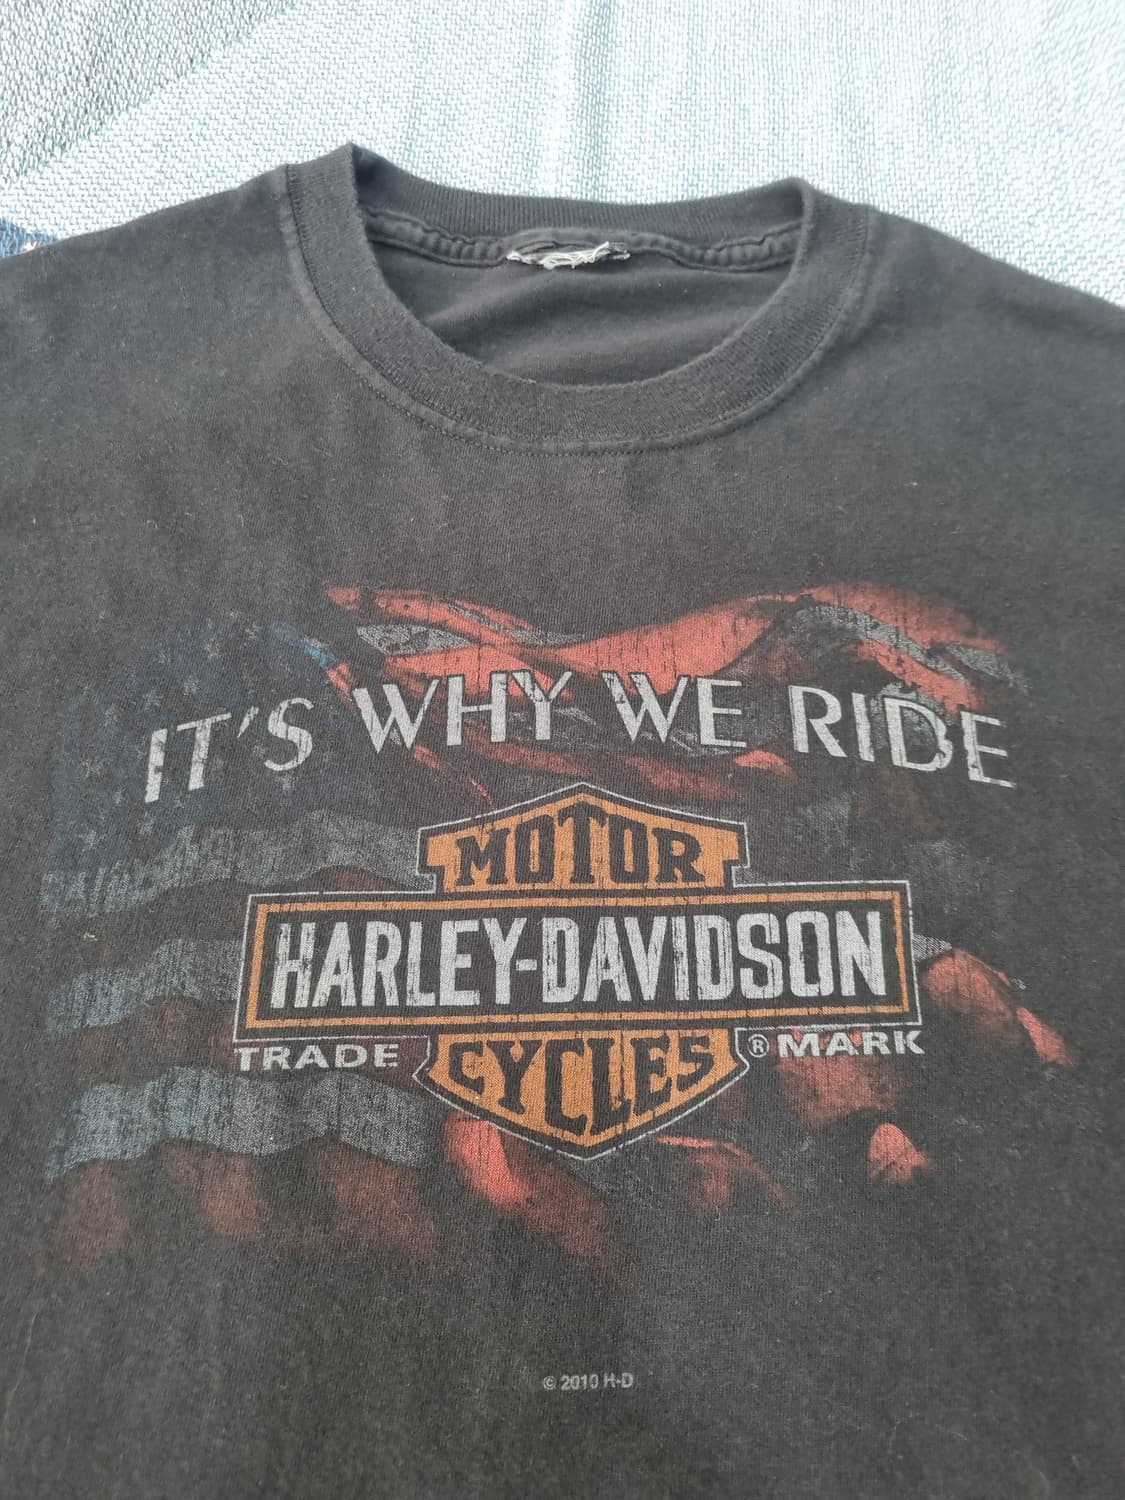 IT'S WHY WE RIDE
MOTOR
HARLEY-DAVIDSON
TRADE ® MARK
CYCLES
© 2010 H-D